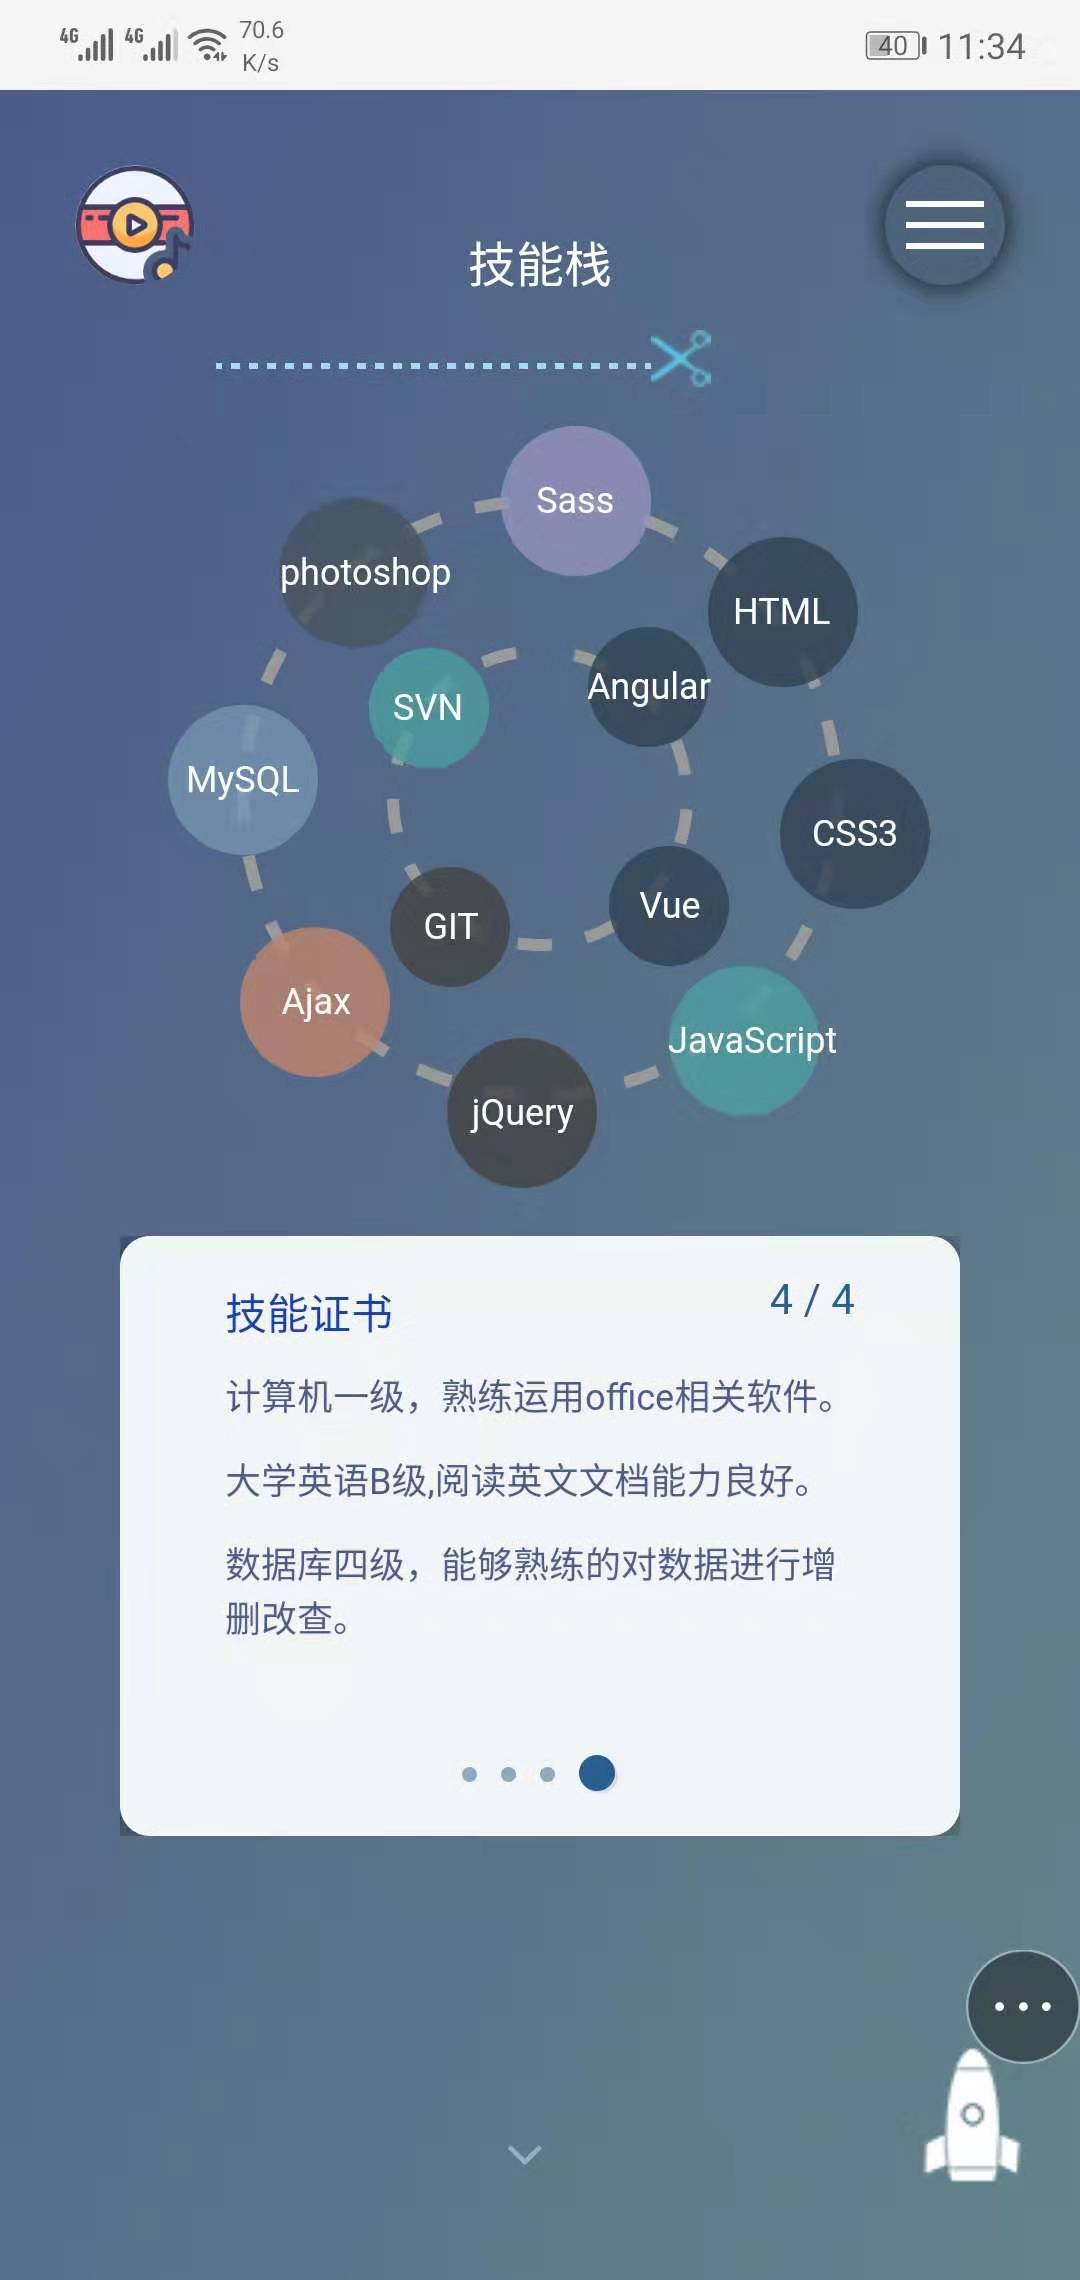 4G 4G 70.6
K/s
40 11:34
技能栈
Sass
photoshop
HTML
Angular
SVN
MySQL
CSS3
Vue
GIT
Ajax
JavaScript
jQuery
技能证书 4 / 4
计算机一级，熟练运用office相关软件。
大学英语B级,阅读英文文档能力良好。
数据库四级，能够熟练的对数据进行增
删改查。